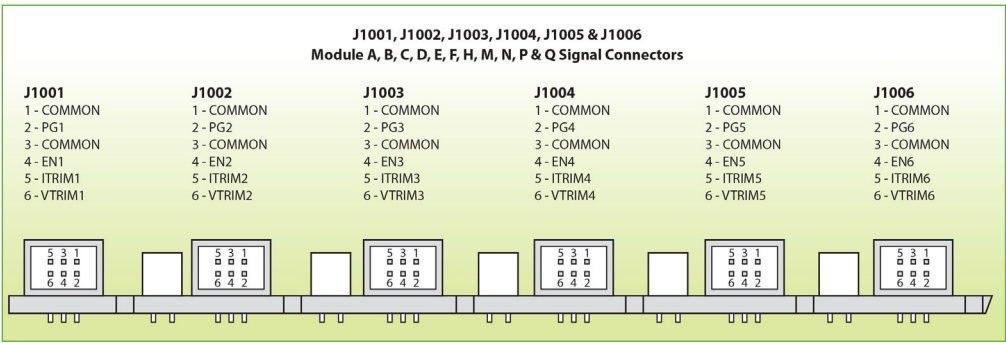 J1001, J1002, J1003, J1004, J1005 & J1006
Module A, B, C, D, E, F, H, M, N, P & Q Signal Connectors
J1001
1 - COMMON
2 - PG1
3 - COMMON
4 - EN1
5 - ITRIM1
6 - VTRIM1
J1002
1 - COMMON
2 - PG2
3 - COMMON
4 - EN2
5 - ITRIM2
6 - VTRIM2
J1003
1 - COMMON
2 - PG3
3 - COMMON
4 - EN3
5 - ITRIM3
6 - VTRIM3
J1004
1 - COMMON
2 - PG4
3 - COMMON
4 - EN4
5 - ITRIM4
6 - VTRIM4
J1005
1 - COMMON
2 - PG5
3 - COMMON
4 - EN5
5 - ITRIM5
6 - VTRIM5
J1006
1 - COMMON
2 - PG6
3 - COMMON
4 - EN6
5 - ITRIM6
6 - VTRIM6
5 3 1
6 4 2
5 3 1
6 4 2
5 3 1
6 4 2
5 3 1
6 4 2
5 3 1
6 4 2
5 3 1
6 4 2